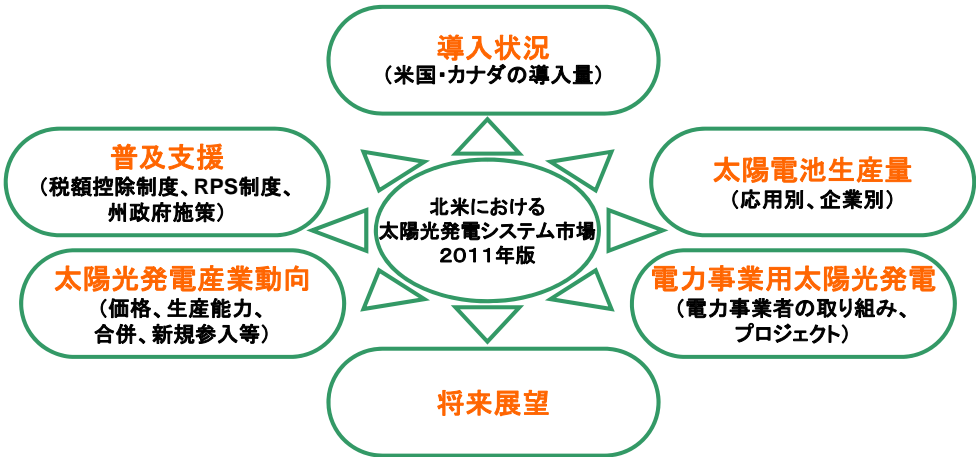 導入状況
（米国・カナダの導入量）
普及支援
（税額控除制度、RPS制度、
州政府施策）
太陽電池生産量
（応用別、企業別）
北米における
太陽光発電システム市場
２０１１年版
太陽光発電産業動向
（価格、生産能力、
合併、新規参入等）
電力事業用太陽光発電
（電力事業者の取り組み、
プロジェクト）
将来展望